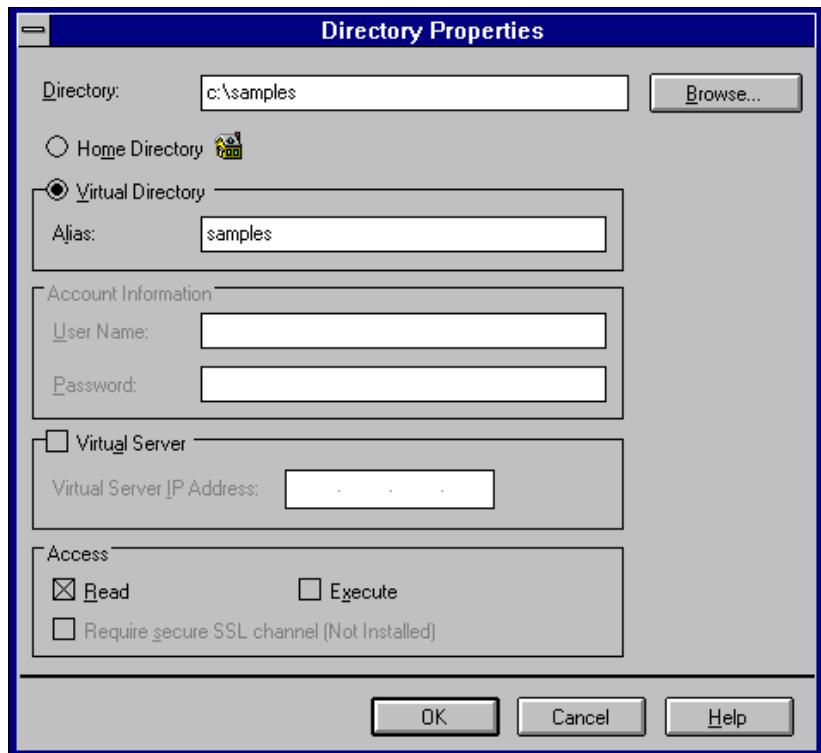 Directory Properties
Directory: c:\samples Browse...
Home Directory
Virtual Directory
Alias: samples
Account Information
User Name:
Password:
Virtual Server
Virtual Server IP Address: . . .
Access
Read Execute
Require secure SSL channel (Not Installed)
OK Cancel Help